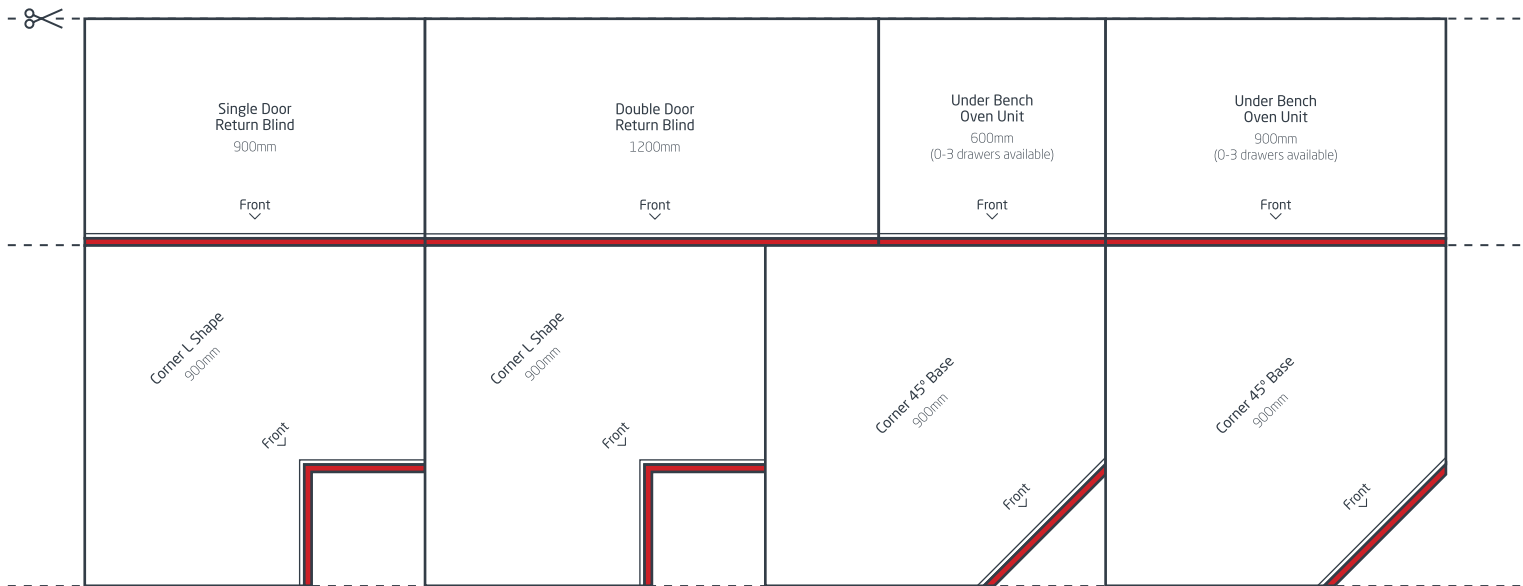 Single Door
Return Blind
900mm
Front
Double Door
Return Blind
1200mm
Front
Under Bench
Oven Unit
600mm
(0-3 drawers available)
Front
Under Bench
Oven Unit
900mm
(0-3 drawers available)
Front
Corner L Shape
900mm
Front
Corner L Shape
900mm
Front
Corner 45° Base
900mm
Front
Corner 45° Base
900mm
Front